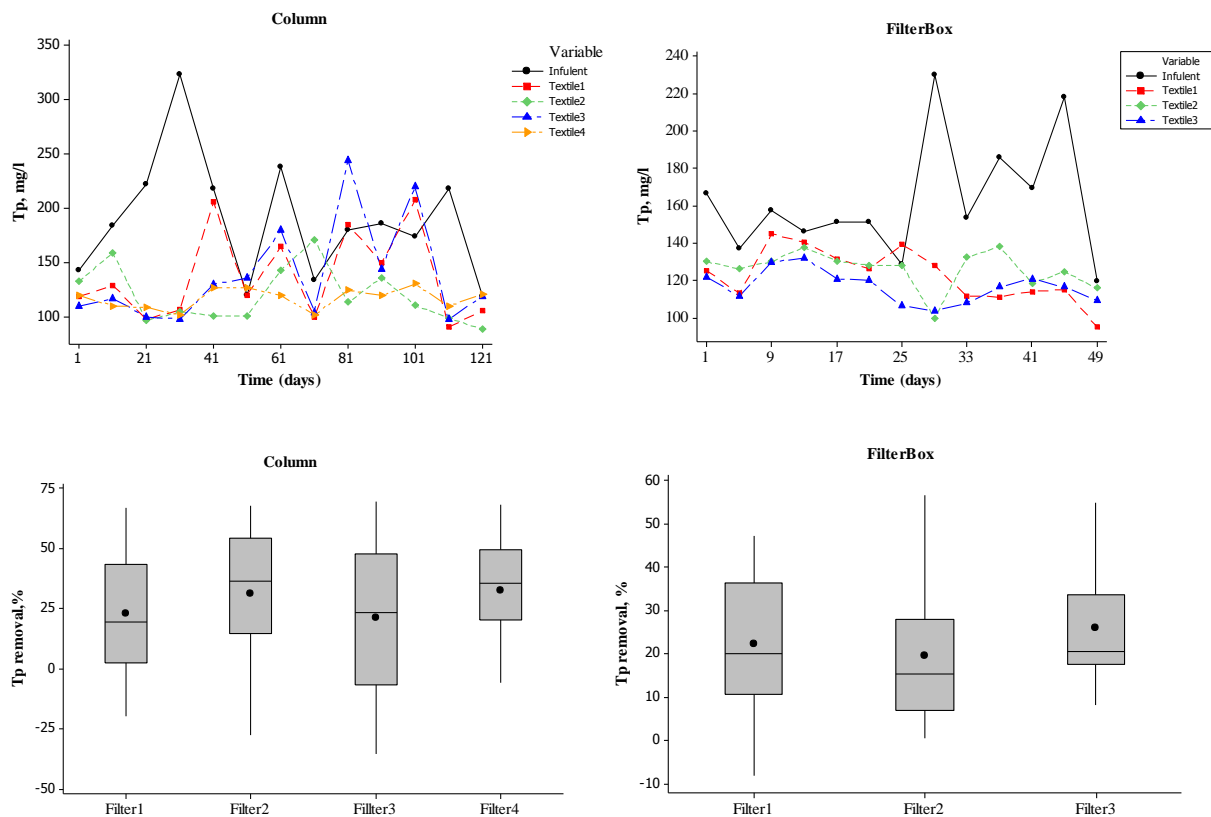 Column
350
300
250
200
150
100
Tp, mg/l
1 21 41 61 81 101 121
Time (days)
Variable
Infulent
Textile1
Textile2
Textile3
Textile4
FilterBox
240
220
200
180
160
140
120
100
Tp, mg/l
1 9 17 25 33 41 49
Time (days)
Variable
Infulent
Textile1
Textile2
Textile3
Column
75
50
25
0
-25
-50
Tp removal,%
Filter1 Filter2 Fillter3 Filter4
FilterBox
60
50
40
30
20
10
0
-10
Tp removal, %
Filter1 Filter2 Filter3